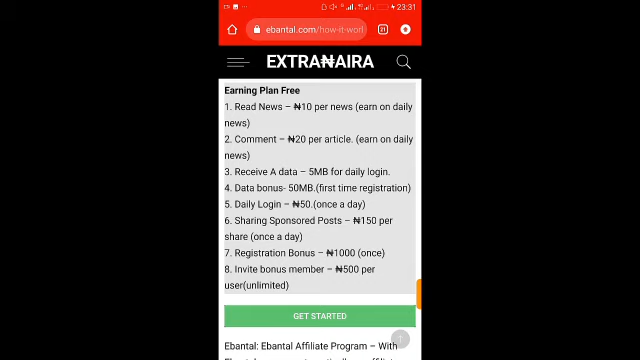 23:31
ebantal.com/how-it-worl
21
EXTRA₦AIRA
Earning Plan Free
1. Read News – ₦10 per news (earn on daily
news)
2. Comment – ₦20 per article. (earn on daily
news)
3. Receive A data – 5MB for daily login.
4. Data bonus- 50MB.(first time registration)
5. Daily Login – ₦50.(once a day)
6. Sharing Sponsored Posts – ₦150 per
share (once a day)
7. Registration Bonus – ₦1000 (once)
8. Invite bonus member – ₦500 per
user(unlimited)
GET STARTED
Ebantal: Ebantal Affiliate Program – With